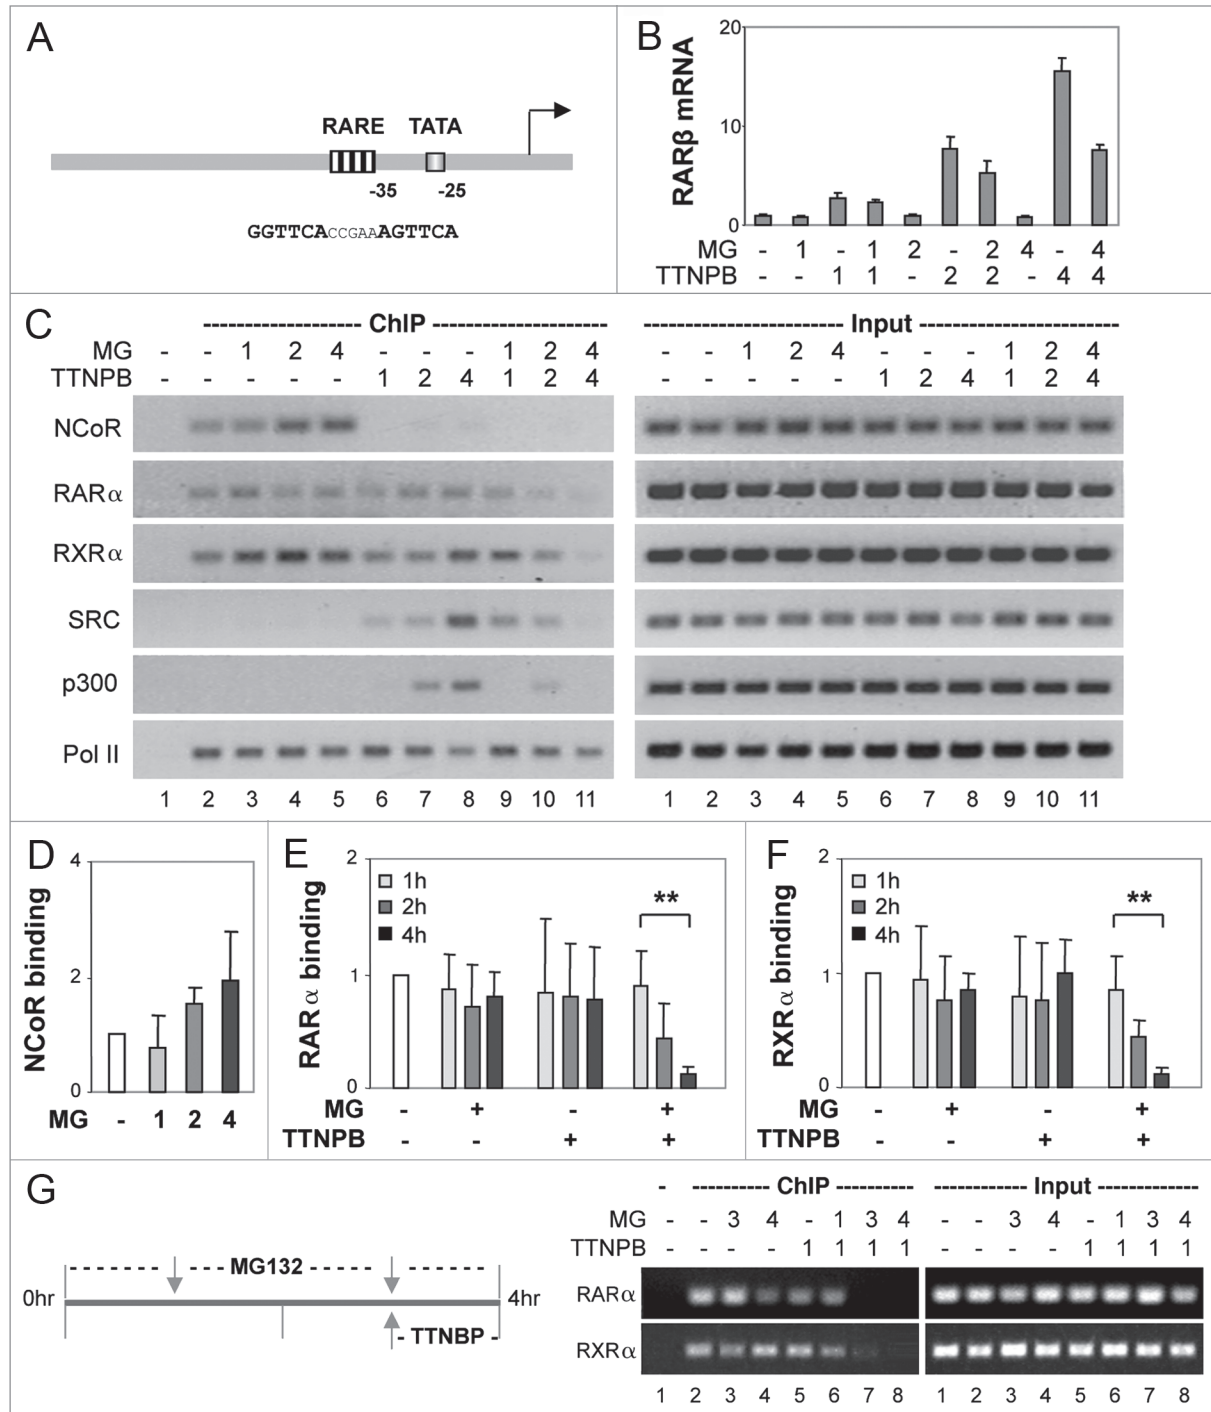 A
RARE TATA
-35 -25
GGTTCACCGAAAGTTCA
B
RARβ mRNA
20
10
0
MG - 1 - 1 2 - 2 4 - 4
TTNPB - - 1 1 - 2 2 - 4 4
C
ChIP Input
MG - - 1 2 4 - - - 1 2 4 - - 1 2 4 - - - 1 2 4
TTNPB - - - - - 1 2 4 1 2 4 - - - - - 1 2 4 1 2 4
NCoR
RARα
RXRα
SRC
p300
Pol II
1 2 3 4 5 6 7 8 9 10 11 1 2 3 4 5 6 7 8 9 10 11
D
NCoR binding
4
2
0
MG - 1 2 4
E
RARα binding
2
1
0
1h
2h
4h
**
MG - + - +
TTNPB - - + +
F
RXRα binding
2
1
0
1h
2h
4h
**
MG - + - +
TTNPB - - + +
G
MG132
0hr 4hr
TTNBP
- ChIP Input
MG - - 3 4 - 1 3 4 - - 3 4 - 1 3 4
TTNPB - - - - 1 1 1 1 - - - - 1 1 1 1
RARα
RXRα
1 2 3 4 5 6 7 8 1 2 3 4 5 6 7 8